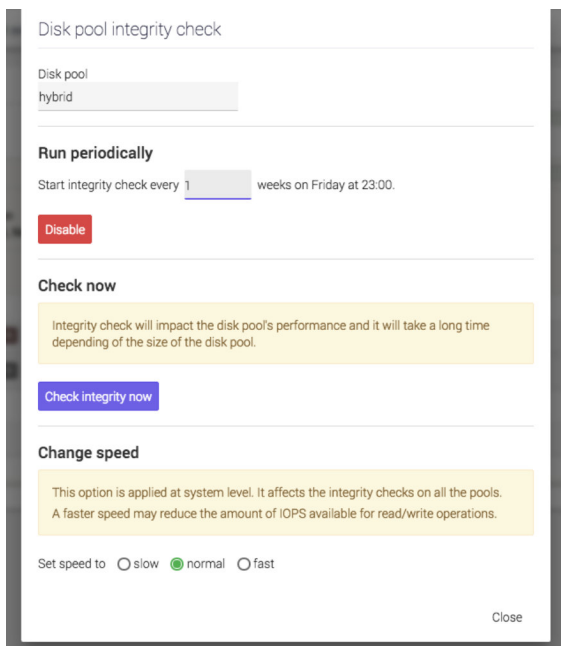 Disk pool integrity check
Disk pool
hybrid
Run periodically
Start integrity check every 1 weeks on Friday at 23:00.
Disable
Check now
Integrity check will impact the disk pool's performance and it will take a long time
depending of the size of the disk pool.
Check integrity now
Change speed
This option is applied at system level. It affects the integrity checks on all the pools.
A faster speed may reduce the amount of IOPS available for read/write operations.
Set speed to slow normal fast
Close